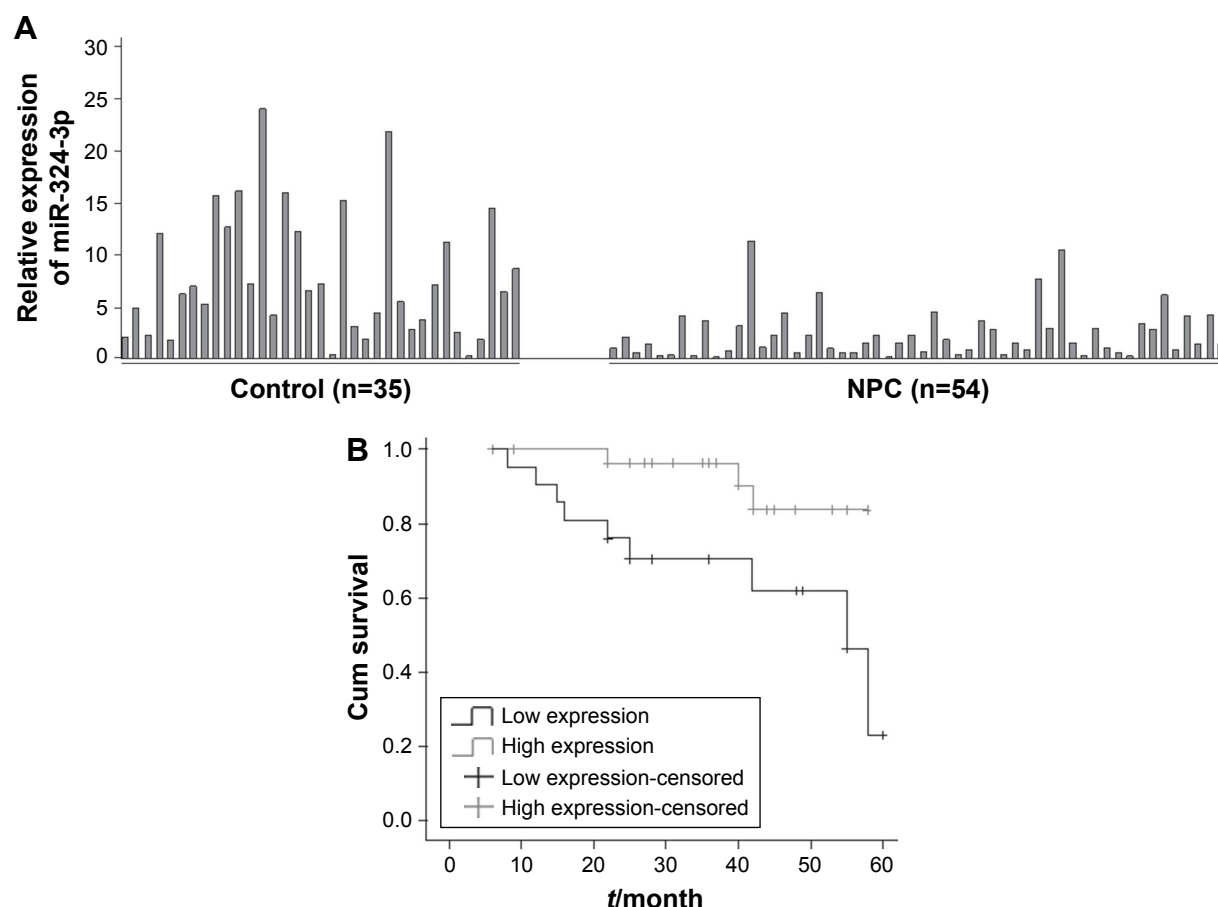 A
Relative expression
of miR-324-3p
30
25
20
15
10
5
0
Control (n=35)
NPC (n=54)
B
Cum survival
1.0
0.8
0.6
0.4
0.2
0.0
Low expression
High expression
Low expression-censored
High expression-censored
0 10 20 30 40 50 60
t/month